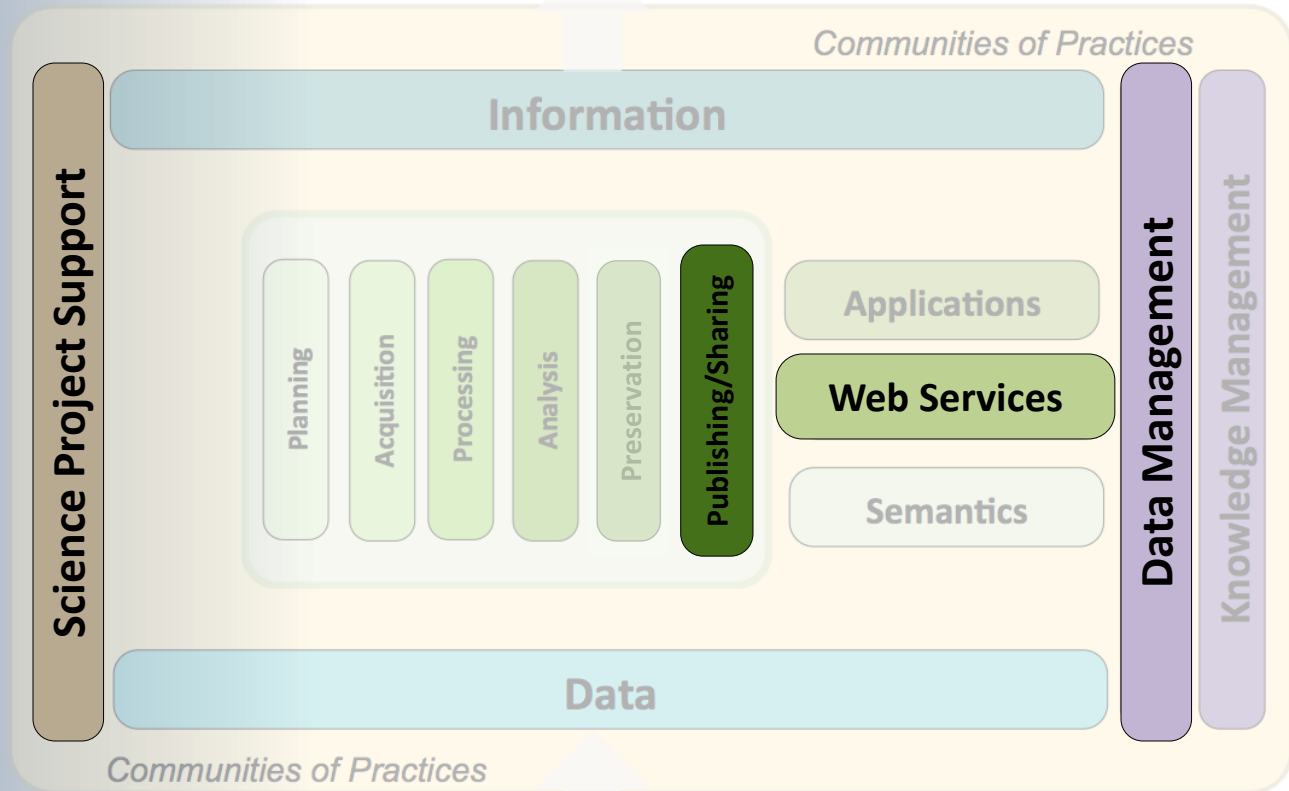 Communities of Practices
Science Project Support
Information
Planning
Acquisition
Processing
Analysis
Preservation
Publishing/Sharing
Applications
Web Services
Semantics
Data Management
Knowledge Management
Data
Communities of Practices